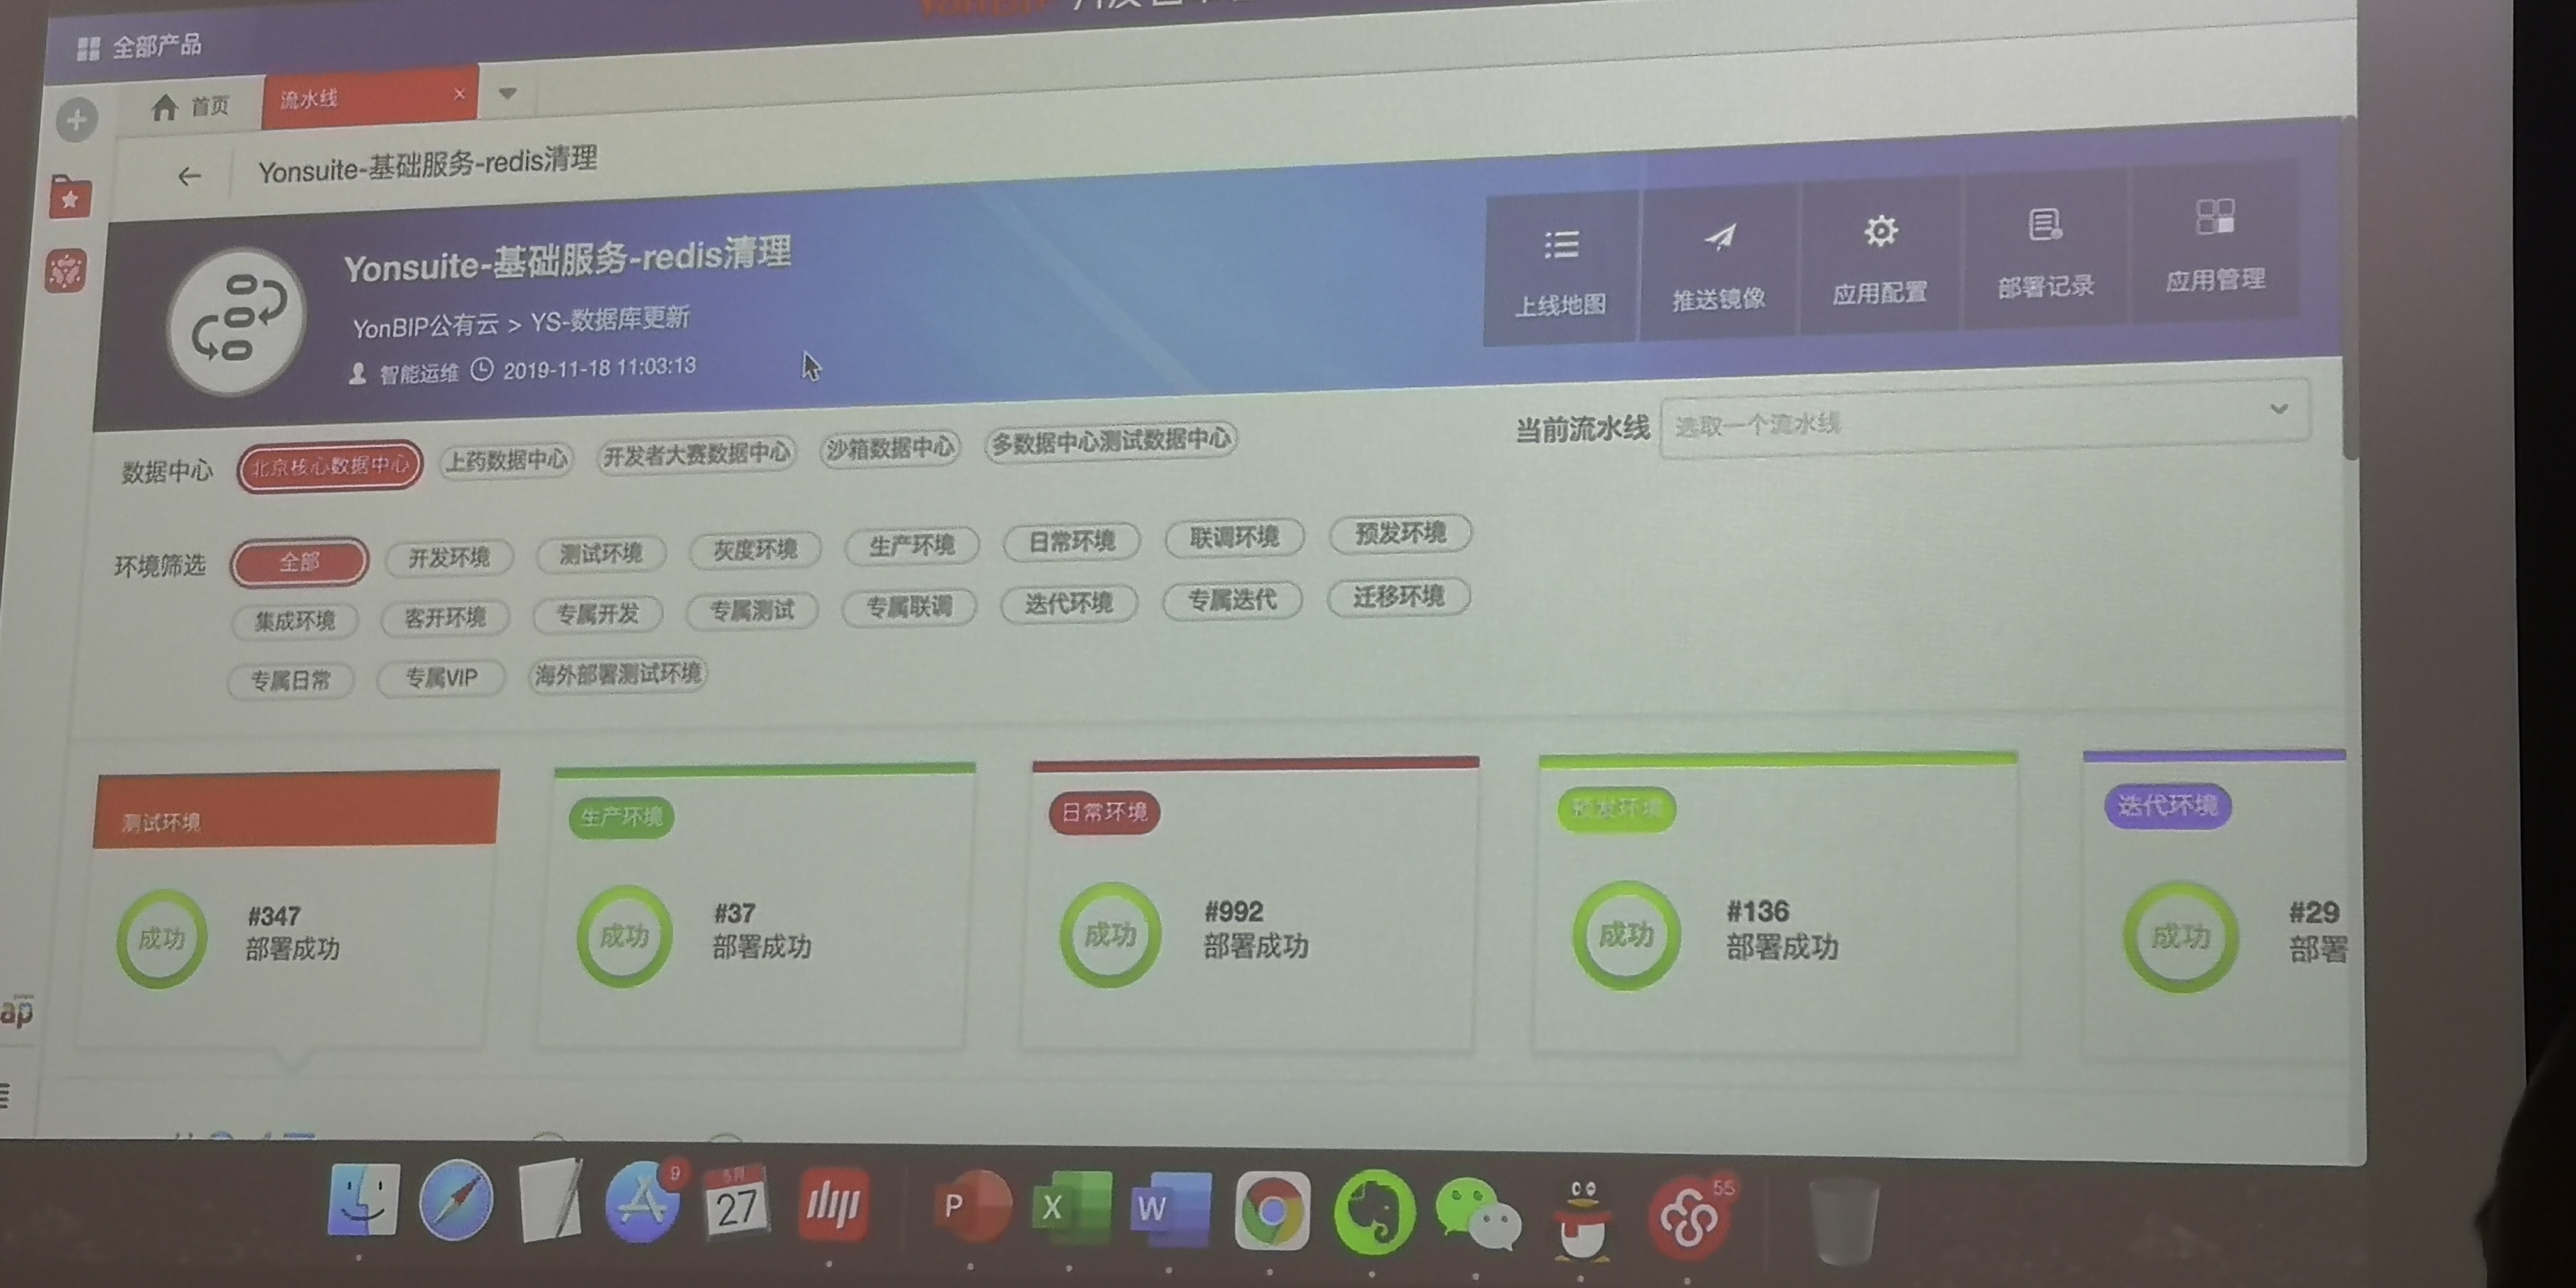 全部产品
首页
流水线
Yonsuite-基础服务-redis清理
Yonsuite-基础服务-redis清理
YonBIP公有云 > YS-数据库更新
智能运维 2019-11-18 11:03:13
上线地图 推送镜像 应用配置 部署记录 应用管理
数据中心 北京核心数据中心 上药数据中心 开发者大赛数据中心 沙箱数据中心 多数据中心测试数据中心
当前流水线 选取一个流水线
环境筛选 全部 开发环境 测试环境 灰度环境 生产环境 日常环境 联调环境 预发环境
集成环境 客开环境 专属开发 专属测试 专属联调 迭代环境 专属迭代 迁移环境
专属日常 专属VIP 海外部署测试环境
测试环境 生产环境 日常环境 预发环境 迭代环境
成功 #347 成功 #37 成功 #992 成功 #136 成功 #29
部署成功 部署成功 部署成功 部署成功 部署
ap
9
27
P X W
55